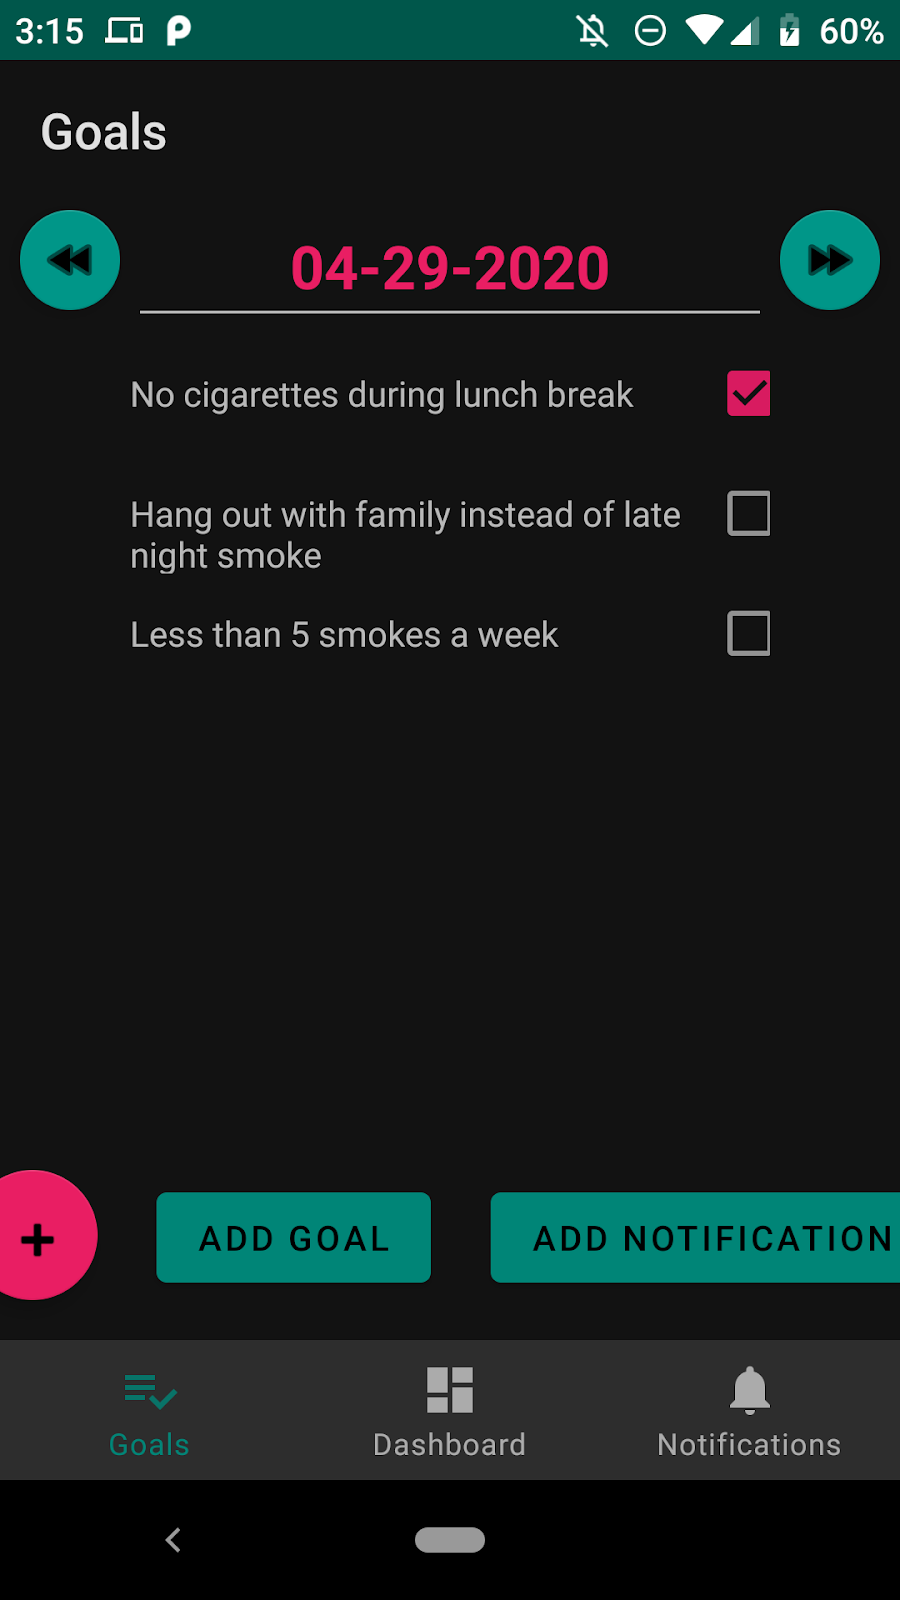 3:15
60%
Goals
04-29-2020
No cigarettes during lunch break
Hang out with family instead of late
night smoke
Less than 5 smokes a week
ADD GOAL
ADD NOTIFICATION
Goals
Dashboard
Notifications